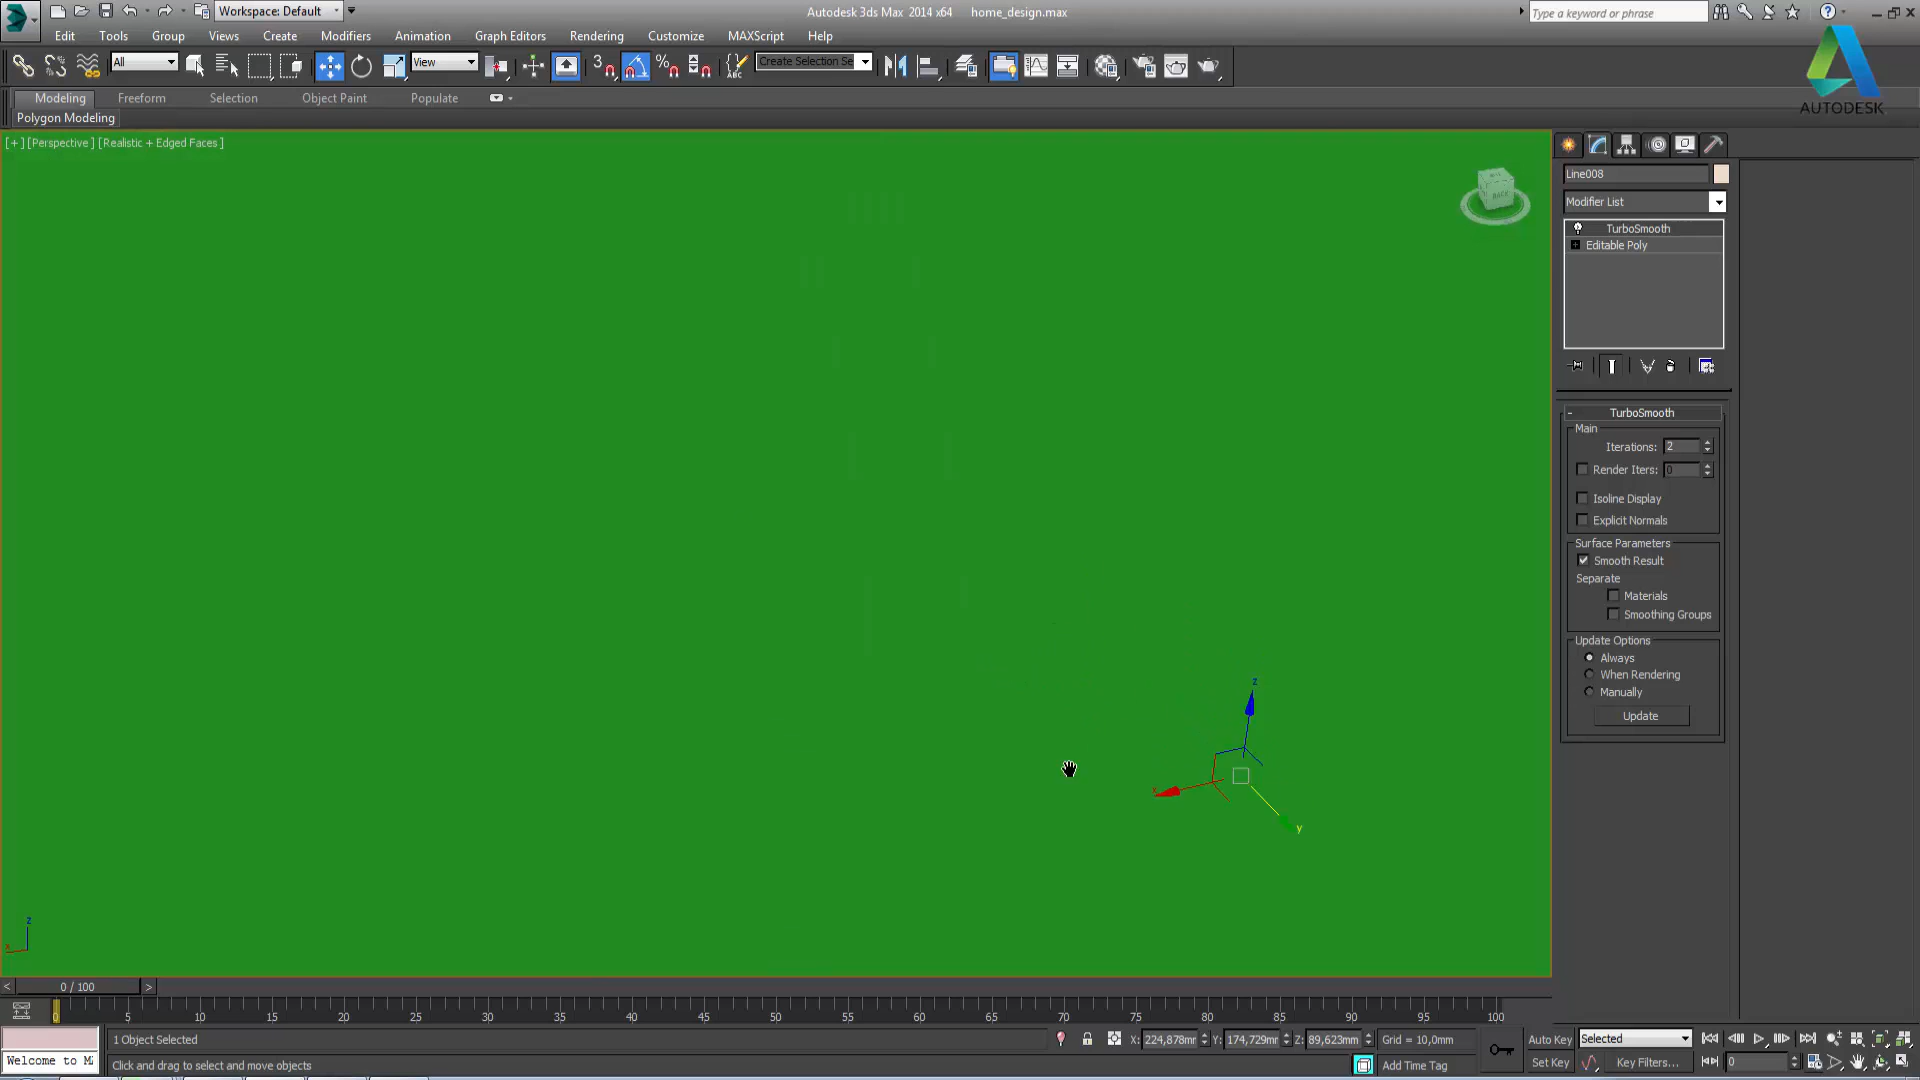 Workspace: Default
Autodesk 3ds Max 2014 x64 home_design.max
Type a keyword or phrase
Edit Tools Group Views Create Modifiers Animation Graph Editors Rendering Customize MAXScript Help
All
View
3
%
ABC
Create Selection Se
AUTODESK
Modeling Freeform Selection Object Paint Populate
Polygon Modeling
[+] [Perspective] [Realistic + Edged Faces]
BACK
Line008
Modifier List
TurboSmooth
Editable Poly
TurboSmooth
Main
Iterations: 2
Render Iters: 0
Isoline Display
Explicit Normals
Surface Parameters
Smooth Result
Separate
Materials
Smoothing Groups
Update Options
Always
When Rendering
Manually
Update
z
x
y
z
x
< 0 / 100 >
0 5 10 15 20 25 30 35 40 45 50 55 60 65 70 75 80 85 90 95 100
1 Object Selected
X: 224,878mm Y: 174,729mm Z: 89,623mm Grid = 10,0mm
Auto Key Selected
Welcome to M
Click and drag to select and move objects
Add Time Tag
Set Key Key Filters... 0